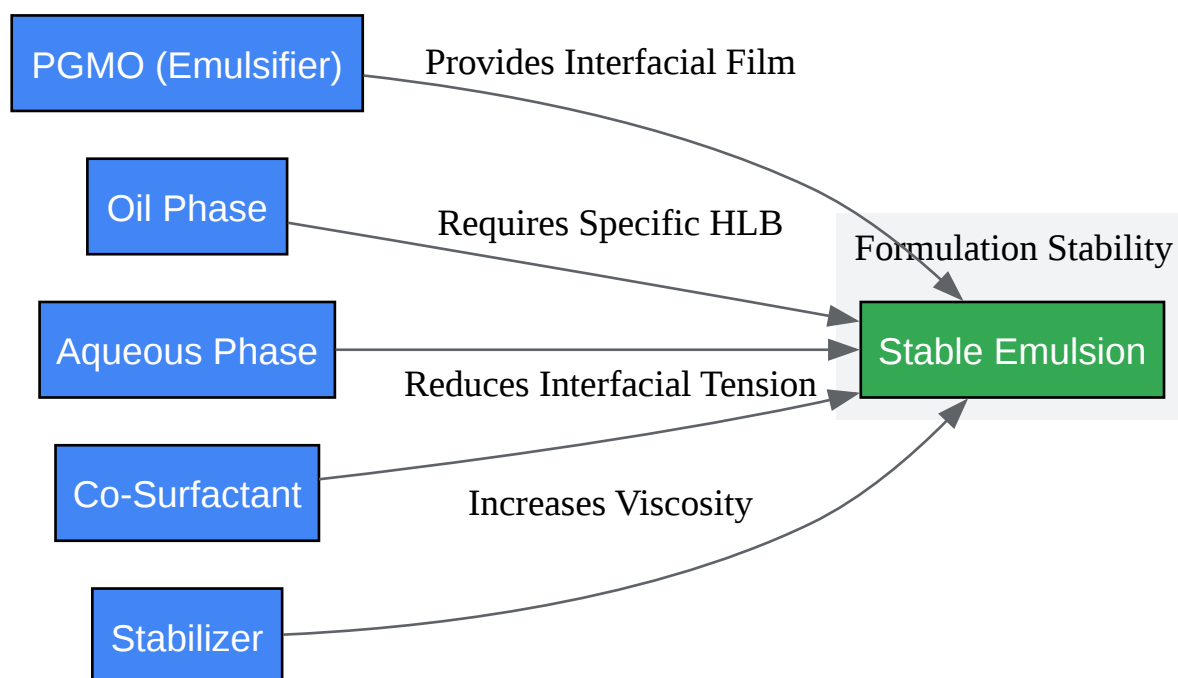 PGMO (Emulsifier)
Provides Interfacial Film
Oil Phase
Requires Specific HLB
Formulation Stability
Aqueous Phase
Stable Emulsion
Reduces Interfacial Tension
Co-Surfactant
Increases Viscosity
Stabilizer